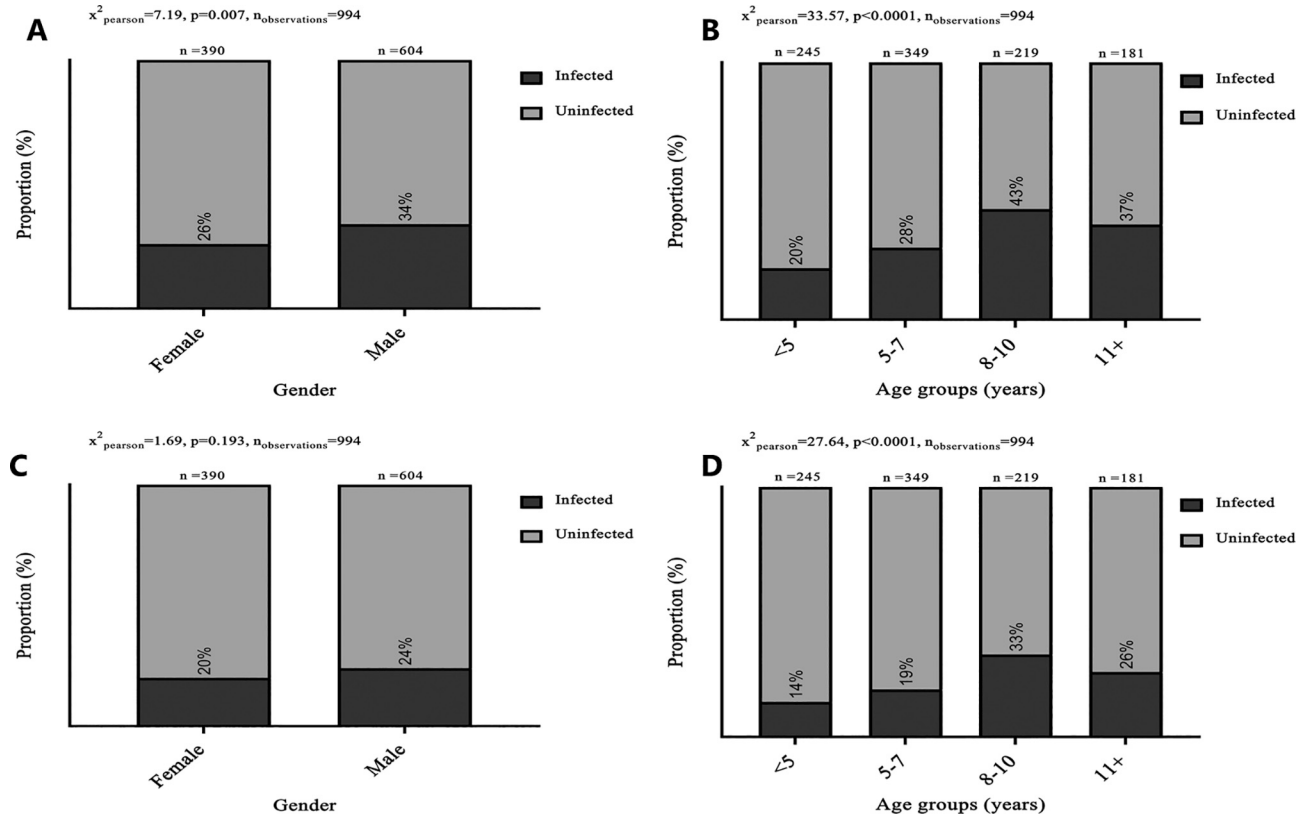 A
x²pearson=7.19, p=0.007, nobservations=994
n =390
n =604
Infected
Uninfected
Proportion (%)
26%
34%
Female
Male
Gender
B
x²pearson=33.57, p<0.0001, nobservations=994
n =245
n =349
n =219
n =181
Infected
Uninfected
Proportion (%)
20%
28%
43%
37%
<5
5-7
8-10
11+
Age groups (years)
C
x²pearson=1.69, p=0.193, nobservations=994
n =390
n =604
Infected
Uninfected
Proportion (%)
20%
24%
Female
Male
Gender
D
x²pearson=27.64, p<0.0001, nobservations=994
n =245
n =349
n =219
n =181
Infected
Uninfected
Proportion (%)
14%
19%
33%
26%
<5
5-7
8-10
11+
Age groups (years)